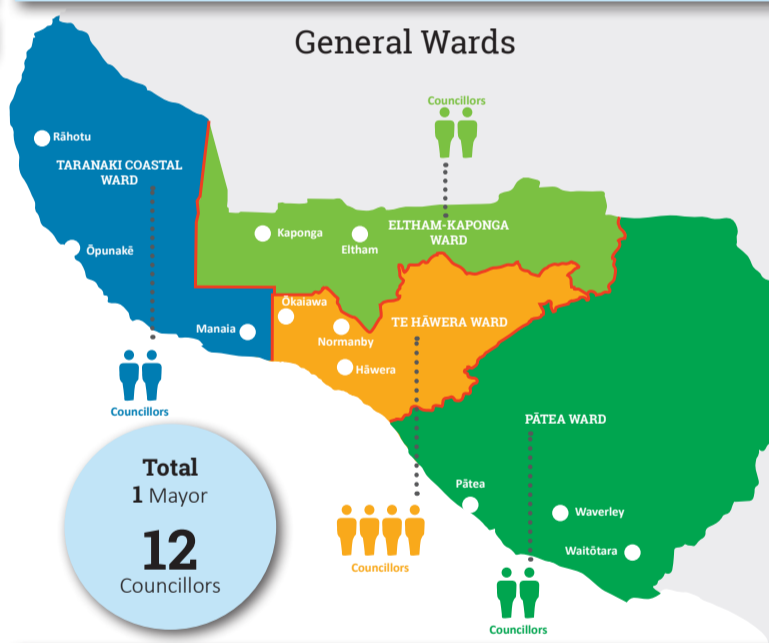 General Wards
Councillors
Rāhotu
TARANAKI COASTAL
WARD
Kaponga
Eltham
ELTHAM-KAPONGA
WARD
Ōpunakē
Ōkaiawa
Manaia
Normanby
TE HĀWERA WARD
Hāwera
Councillors
PĀTEA WARD
Total
1 Mayor
12
Councillors
Pātea
Waverley
Waitōtara
Councillors
Councillors